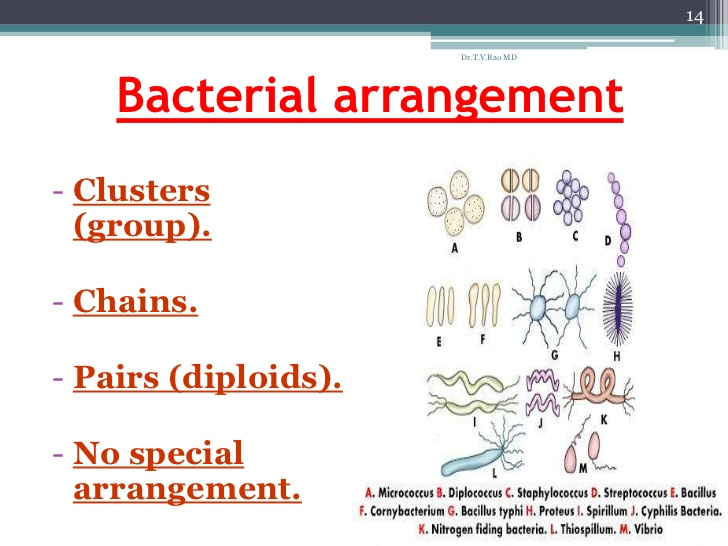 14
Dr.T.V.Rao MD
Bacterial arrangement
- Clusters
(group).
- Chains.
- Pairs (diploids).
- No special
arrangement.
A B C D
E F G H
I J K
L M
A. Micrococcus B. Diplococcus C. Staphylococcus D. Streptococcus E. Bacillus
F. Cornybacterium G. Bacillus typhi H. Proteus I. Spirillum J. Cyphilis Bacteria.
K. Nitrogen fiding bacteria. L. Thiospillum. M. Vibrio